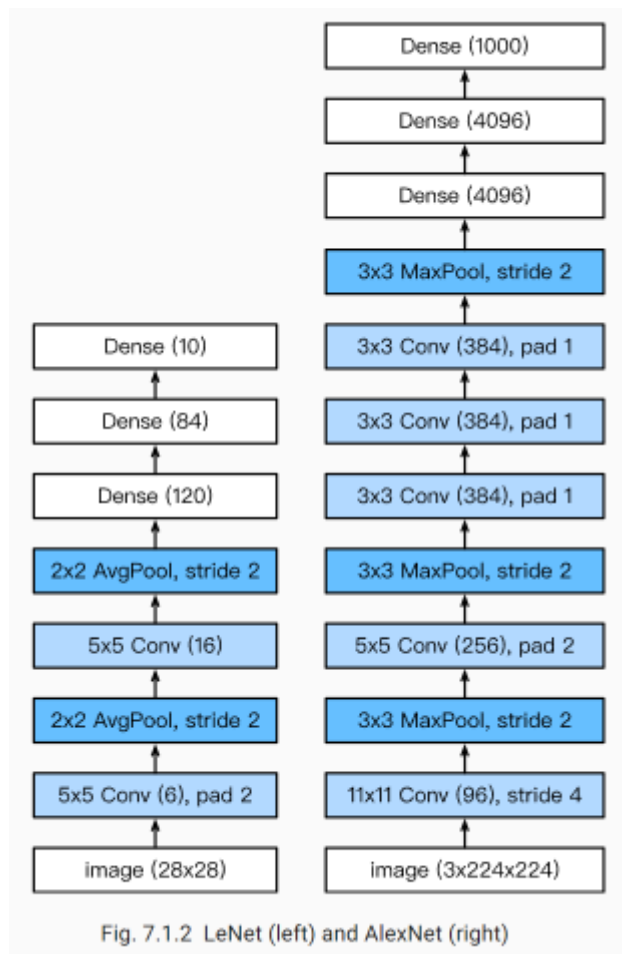 Dense (1000)
Dense (4096)
Dense (4096)
3x3 MaxPool, stride 2
3x3 Conv (384), pad 1
3x3 Conv (384), pad 1
3x3 Conv (384), pad 1
3x3 MaxPool, stride 2
5x5 Conv (256), pad 2
3x3 MaxPool, stride 2
11x11 Conv (96), stride 4
image (3x224x224)
Dense (10)
Dense (84)
Dense (120)
2x2 AvgPool, stride 2
5x5 Conv (16)
2x2 AvgPool, stride 2
5x5 Conv (6), pad 2
image (28x28)
Fig. 7.1.2 LeNet (left) and AlexNet (right)